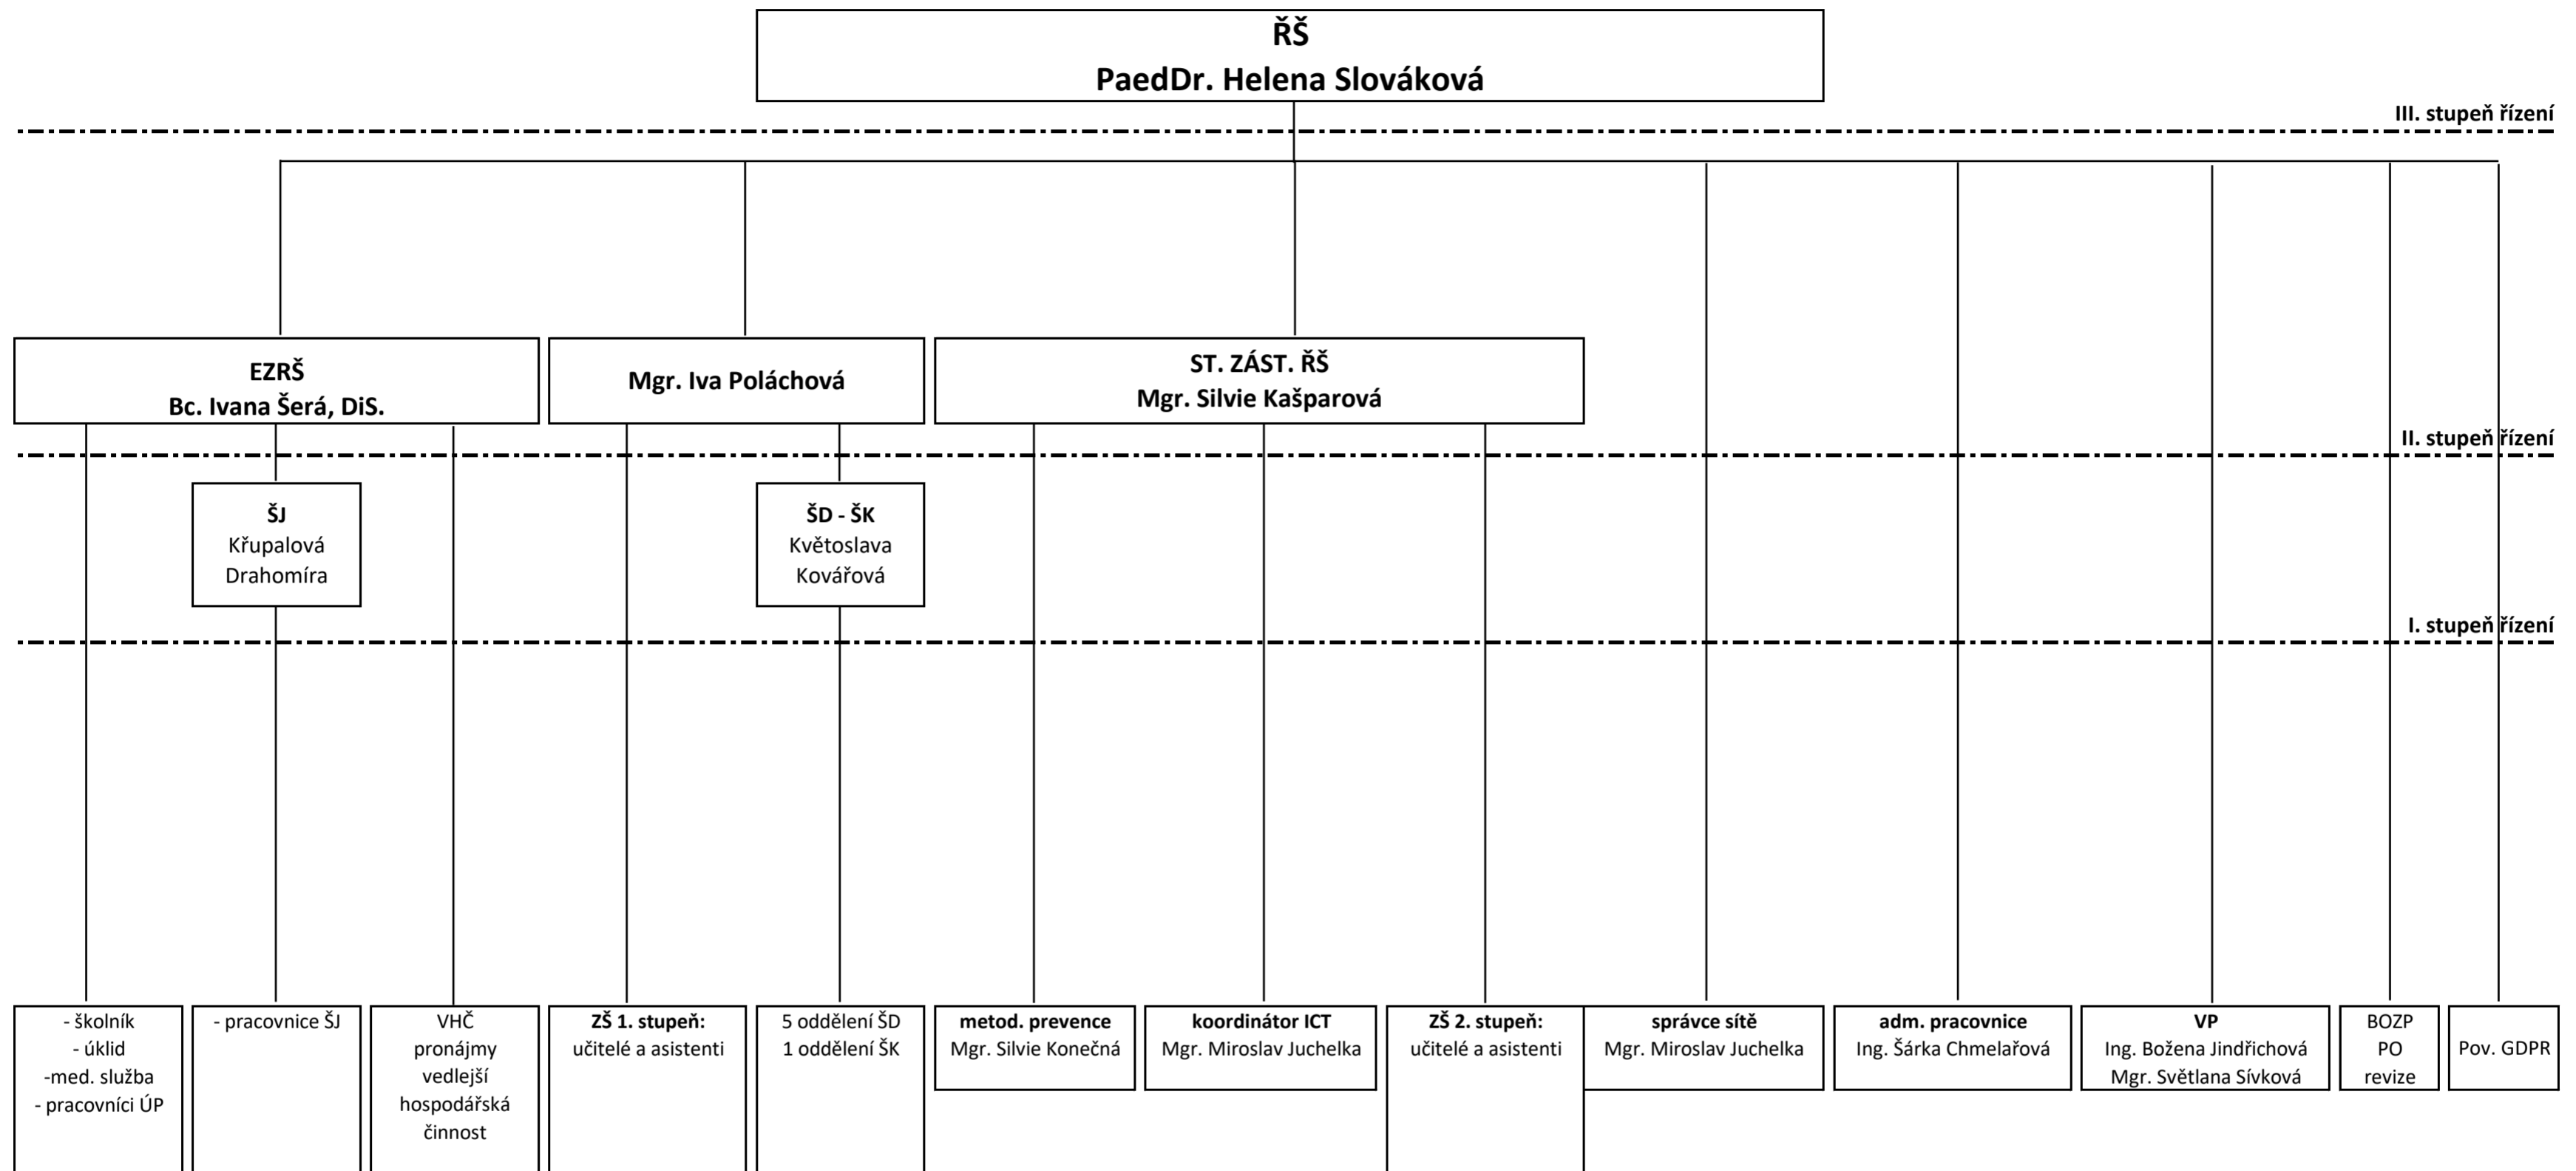 ŘŠ
PaedDr. Helena Slováková
III. stupeň řízení
EZRŠ
Bc. Ivana Šerá, DiS.
Mgr. Iva Poláchová
ST. ZÁST. ŘŠ
Mgr. Silvie Kašparová
II. stupeň řízení
ŠJ
Křupalová
Drahomíra
ŠD - ŠK
Květoslava
Kovářová
I. stupeň řízení
- školník
- úklid
-med. služba
- pracovníci ÚP
- pracovnice ŠJ
VHČ
pronájmy
vedlejší
hospodářská
činnost
ZŠ 1. stupeň:
učitelé a asistenti
5 oddělení ŠD
1 oddělení ŠK
metod. prevence
Mgr. Silvie Konečná
koordinátor ICT
Mgr. Miroslav Juchelka
ZŠ 2. stupeň:
učitelé a asistenti
správce sítě
Mgr. Miroslav Juchelka
adm. pracovnice
Ing. Šárka Chmelařová
VP
Ing. Božena Jindřichová
Mgr. Světlana Sívková
BOZP
PO
revize
Pov. GDPR